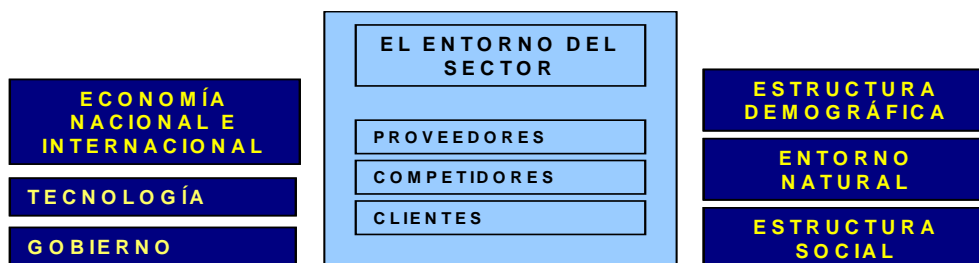 EL ENTORNO DEL
SECTOR
ECONOMÍA
NACIONAL E
INTERNACIONAL
TECNOLOGÍA
GOBIERNO
PROVEEDORES
COMPETIDORES
CLIENTES
ESTRUCTURA
DEMOGRÁFICA
ENTORNO
NATURAL
ESTRUCTURA
SOCIAL